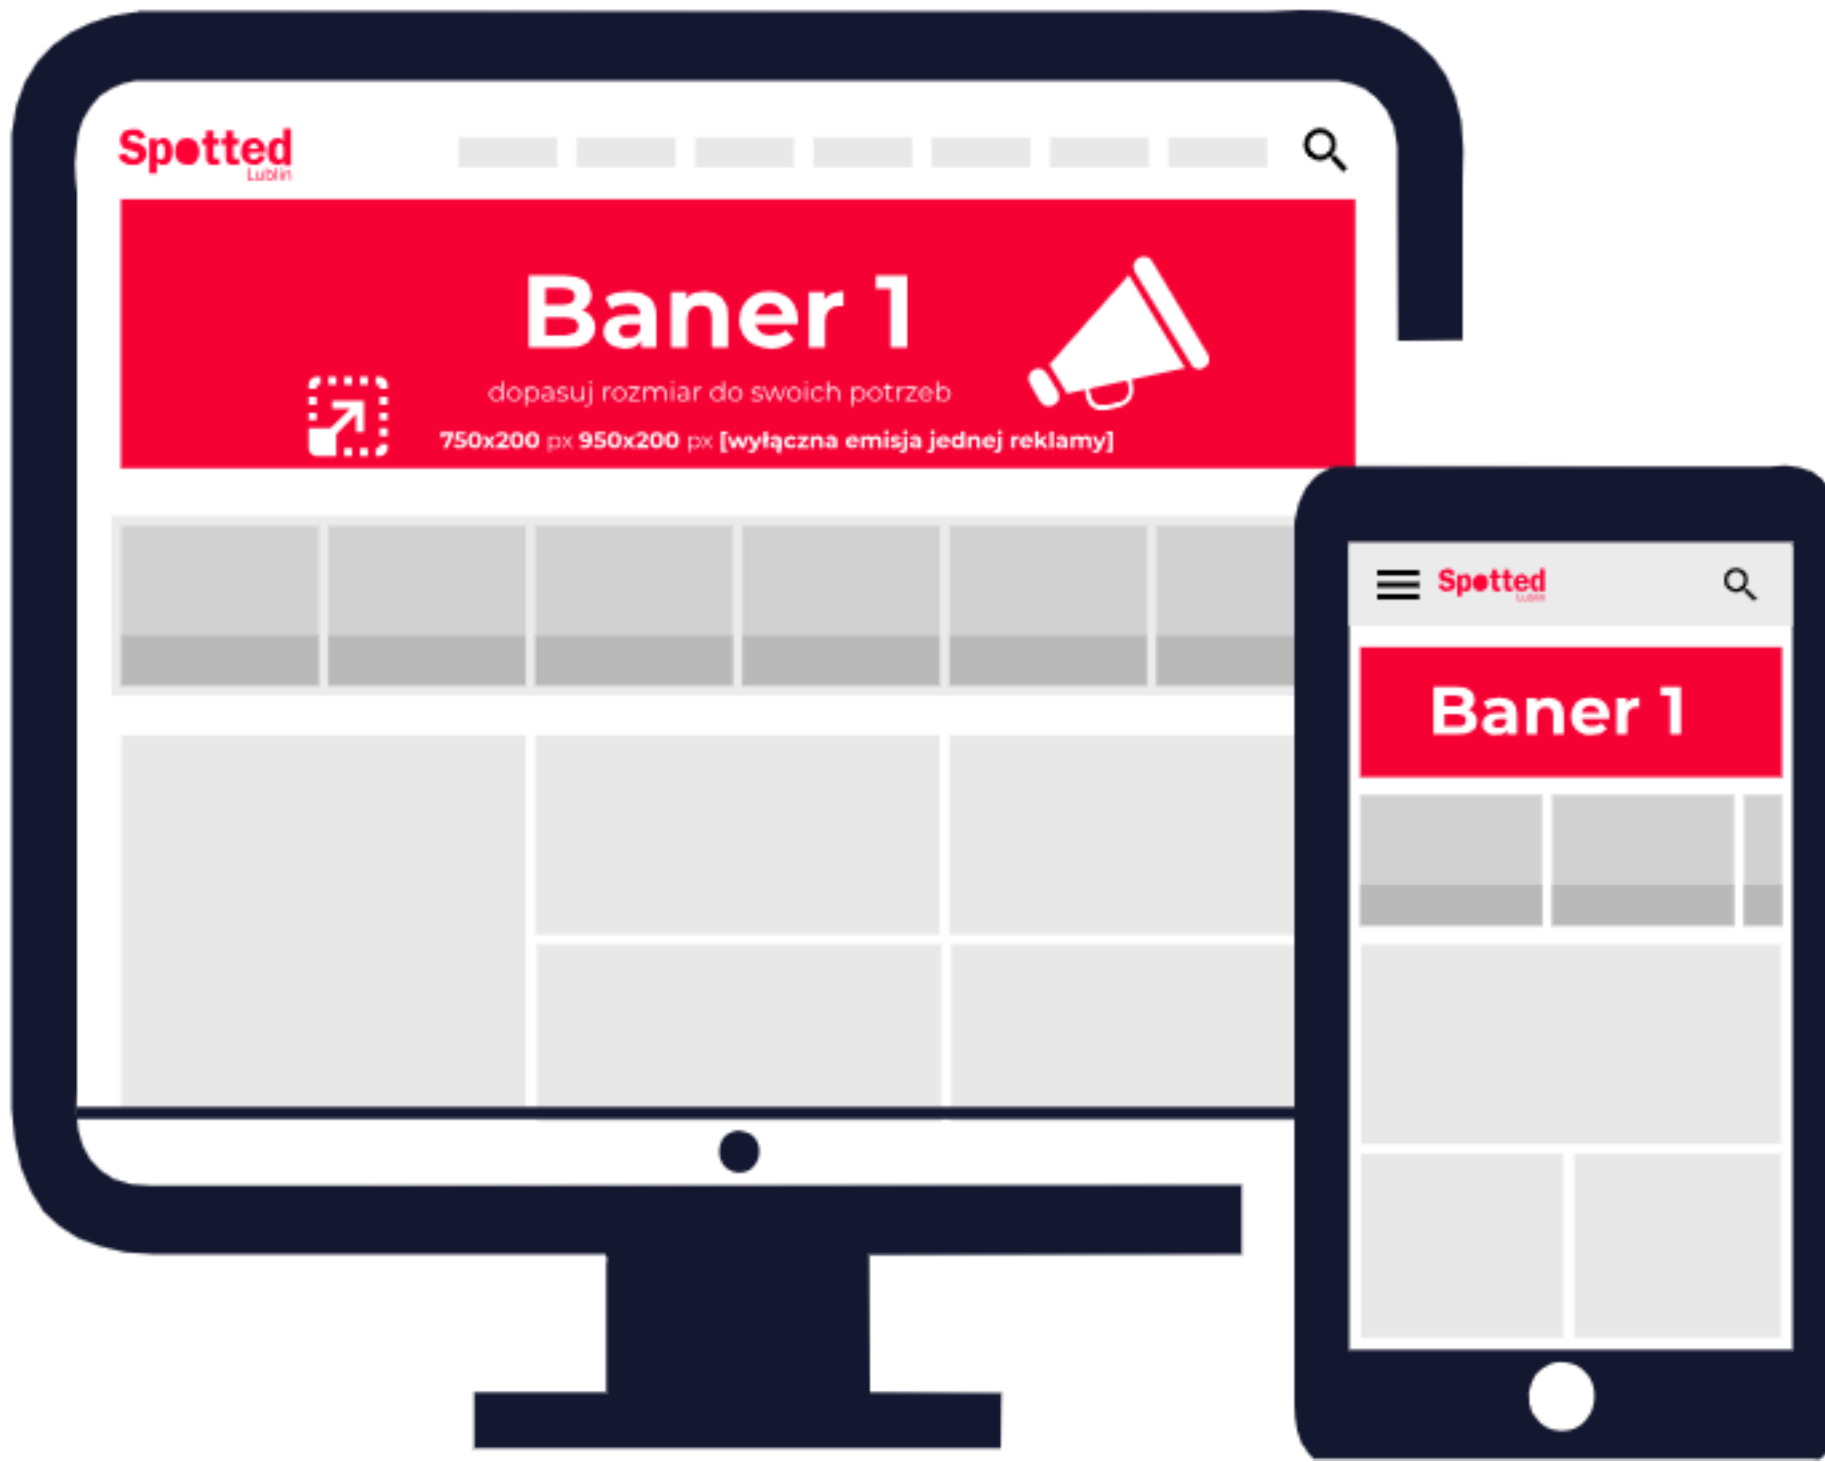 Spotted
Lublin
Baner 1
dopasuj rozmiar do swoich potrzeb
750x200 px 950x200 px [wyłączna emisja jednej reklamy]
Spotted
Lublin
Baner 1